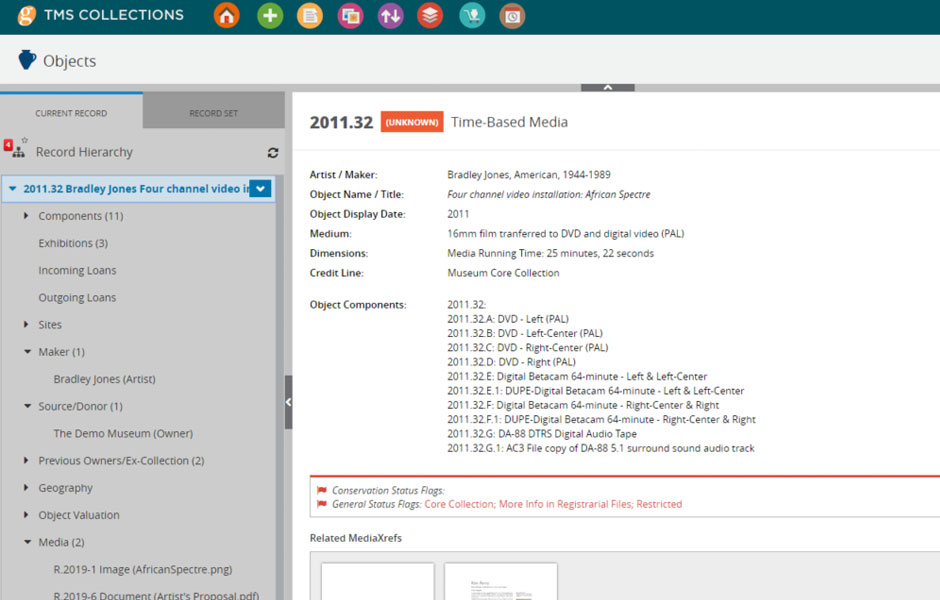 TMS COLLECTIONS
Objects
CURRENT RECORD
RECORD SET
4
Record Hierarchy
2011.32 Bradley Jones Four channel video in
Components (11)
Exhibitions (3)
Incoming Loans
Outgoing Loans
Sites
Maker (1)
Bradley Jones (Artist)
Source/Donor (1)
The Demo Museum (Owner)
Previous Owners/Ex-Collection (2)
Geography
Object Valuation
Media (2)
R.2019-1 Image (AfricanSpectre.png)
R.2019-6 Document (Artist's Proposal.pdf)
2011.32 (UNKNOWN) Time-Based Media
Artist / Maker: Bradley Jones, American, 1944-1989
Object Name / Title: Four channel video installation: African Spectre
Object Display Date: 2011
Medium: 16mm film tranferred to DVD and digital video (PAL)
Dimensions: Media Running Time: 25 minutes, 22 seconds
Credit Line: Museum Core Collection
Object Components: 2011.32:
2011.32.A: DVD - Left (PAL)
2011.32.B: DVD - Left-Center (PAL)
2011.32.C: DVD - Right-Center (PAL)
2011.32.D: DVD - Right (PAL)
2011.32.E: Digital Betacam 64-minute - Left & Left-Center
2011.32.E.1: DUPE-Digital Betacam 64-minute - Left & Left-Center
2011.32.F: Digital Betacam 64-minute - Right-Center & Right
2011.32.F.1: DUPE-Digital Betacam 64-minute - Right-Center & Right
2011.32.G: DA-88 DTRS Digital Audio Tape
2011.32.G.1: AC3 File copy of DA-88 5.1 surround sound audio track
Conservation Status Flags:
General Status Flags: Core Collection; More Info in Registrarial Files; Restricted
Related MediaXrefs